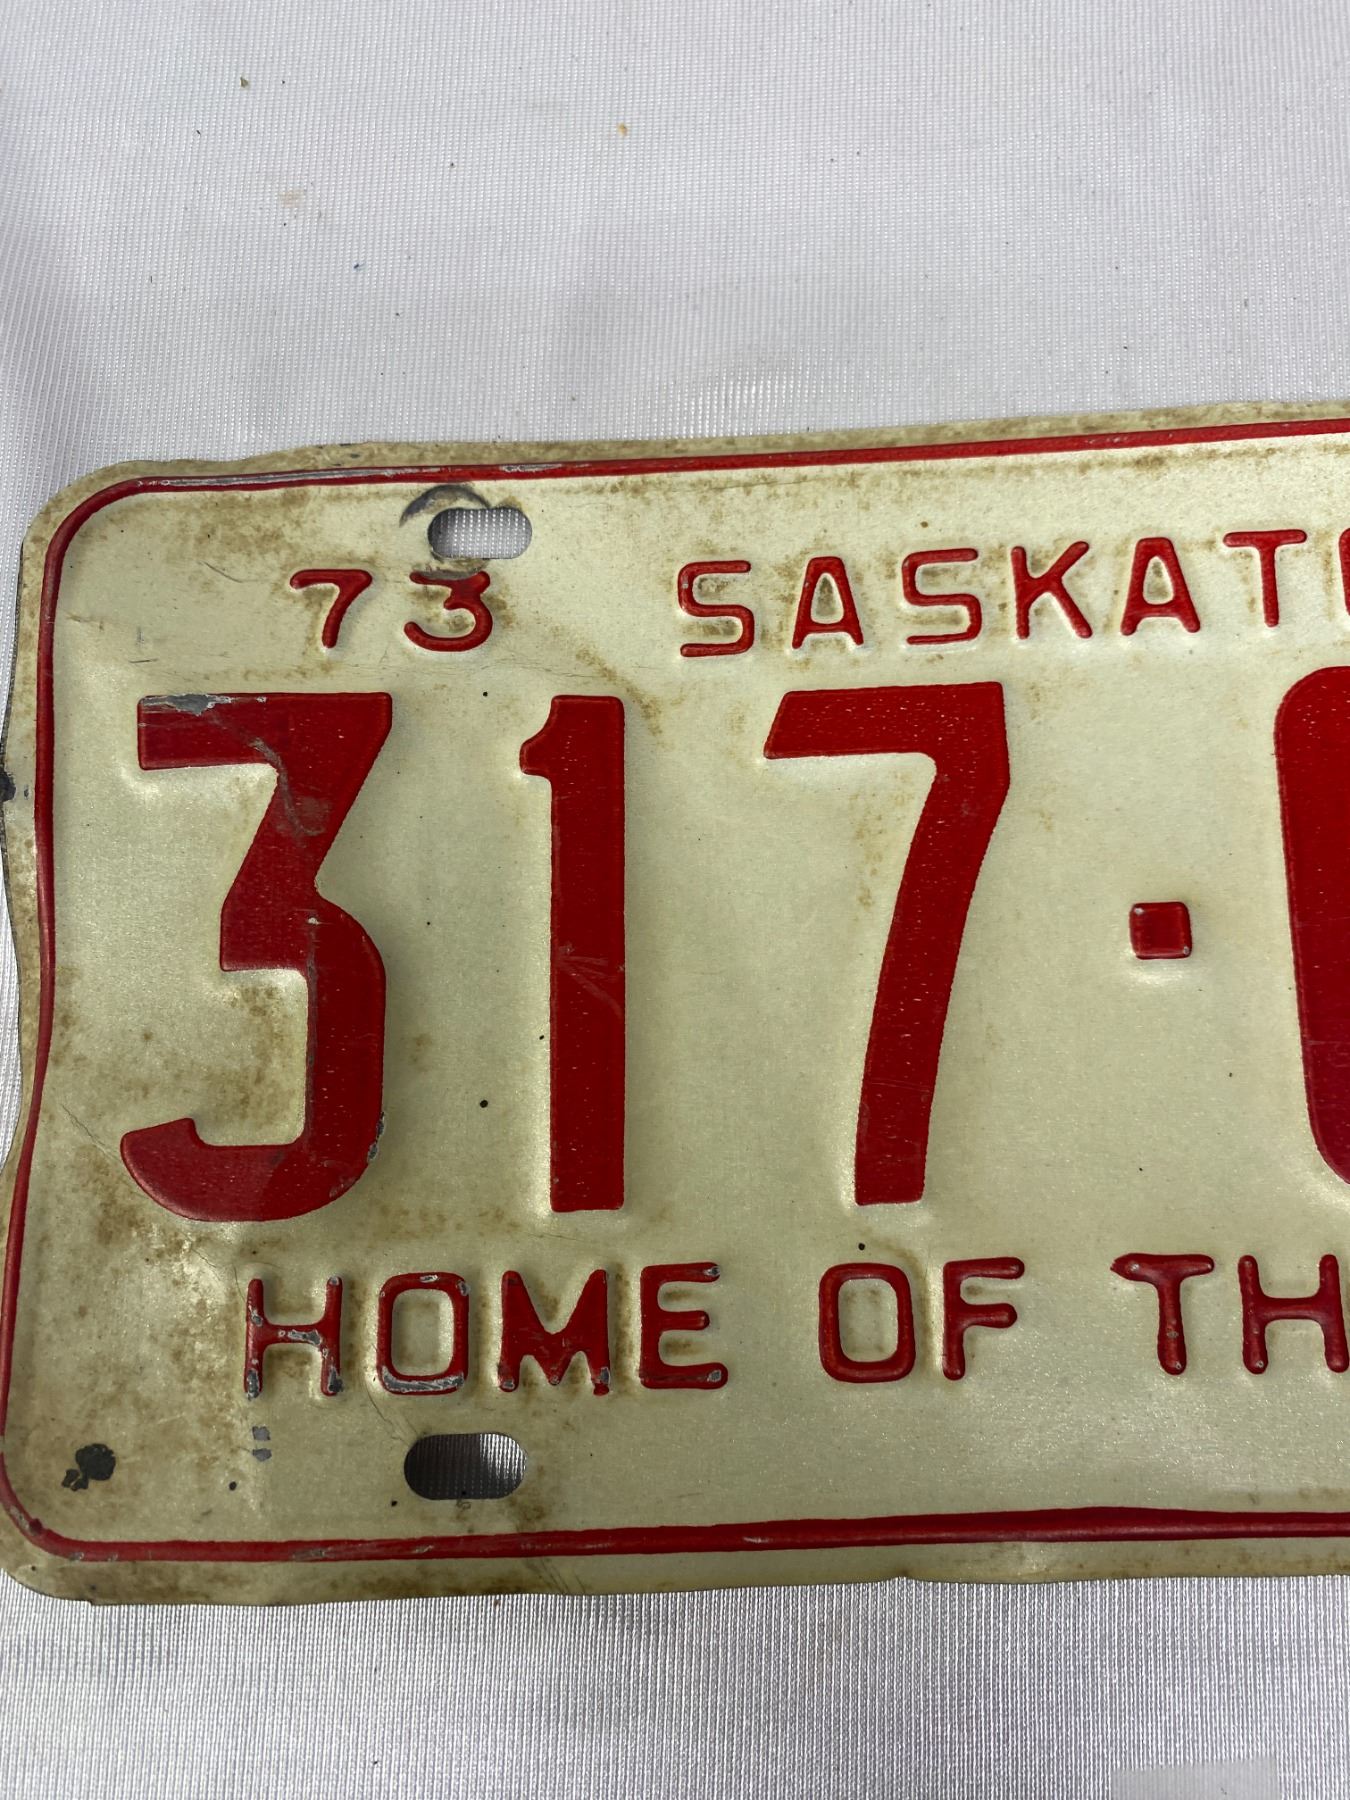 73 SASKAT
317·
HOME OF TH